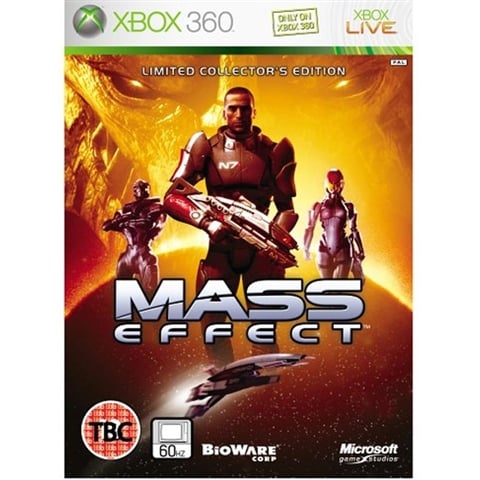 XBOX 360
ONLY ON
XBOX 360
XBOX
LIVE
PAL
LIMITED COLLECTOR'S EDITION
N7
MASS
EFFECT™
TBC
60HZ
BIOWARE
CORP
Microsoft
game studios